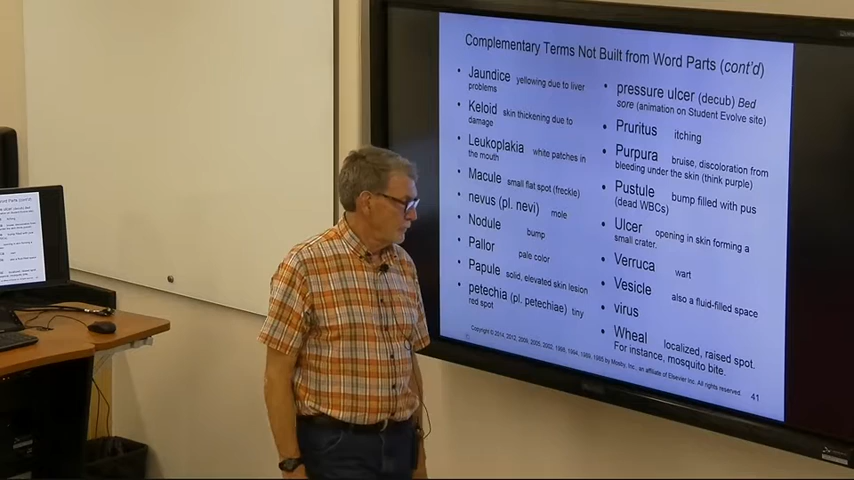 Complementary Terms Not Built from Word Parts (cont'd)
• Jaundice yellowing due to liver
problems
• Keloid skin thickening due to
damage
• Leukoplakia white patches in
the mouth
• Macule small flat spot (freckle)
• nevus (pl. nevi) mole
• Nodule bump
• Pallor pale color
• Papule solid, elevated skin lesion
• petechia (pl. petechiae) tiny
red spot
• pressure ulcer (decub) Bed
sore (animation on Student Evolve site)
• Pruritus itching
• Purpura bruise, discoloration from
bleeding under the skin (think purple)
• Pustule bump filled with pus
(dead WBCs)
• Ulcer opening in skin forming a
small crater.
• Verruca wart
• Vesicle also a fluid-filled space
• virus
• Wheal localized, raised spot.
For instance, mosquito bite.
41